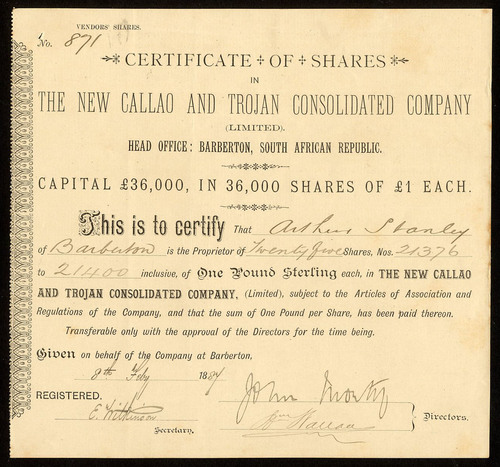 VENDORS' SHARES.
No. 871
CERTIFICATE OF SHARES
IN
THE NEW CALLAO AND TROJAN CONSOLIDATED COMPANY
(LIMITED).
HEAD OFFICE: BARBERTON, SOUTH AFRICAN REPUBLIC.
CAPITAL £36,000, IN 36,000 SHARES OF £1 EACH.
This is to certify That Arthur Stanley
of Barberton is the Proprietor of Twenty five Shares, Nos. 21376
to 21400 inclusive, of One Pound Sterling each, in THE NEW CALLAO
AND TROJAN CONSOLIDATED COMPANY, (Limited), subject to the Articles of Association and
Regulations of the Company, and that the sum of One Pound per Share, has been paid thereon.
Transferable only with the approval of the Directors for the time being.
Given on behalf of the Company at Barberton.
8th Feby 1887
REGISTERED. John
E. Wilkinson Wm Directors.
Secretary.